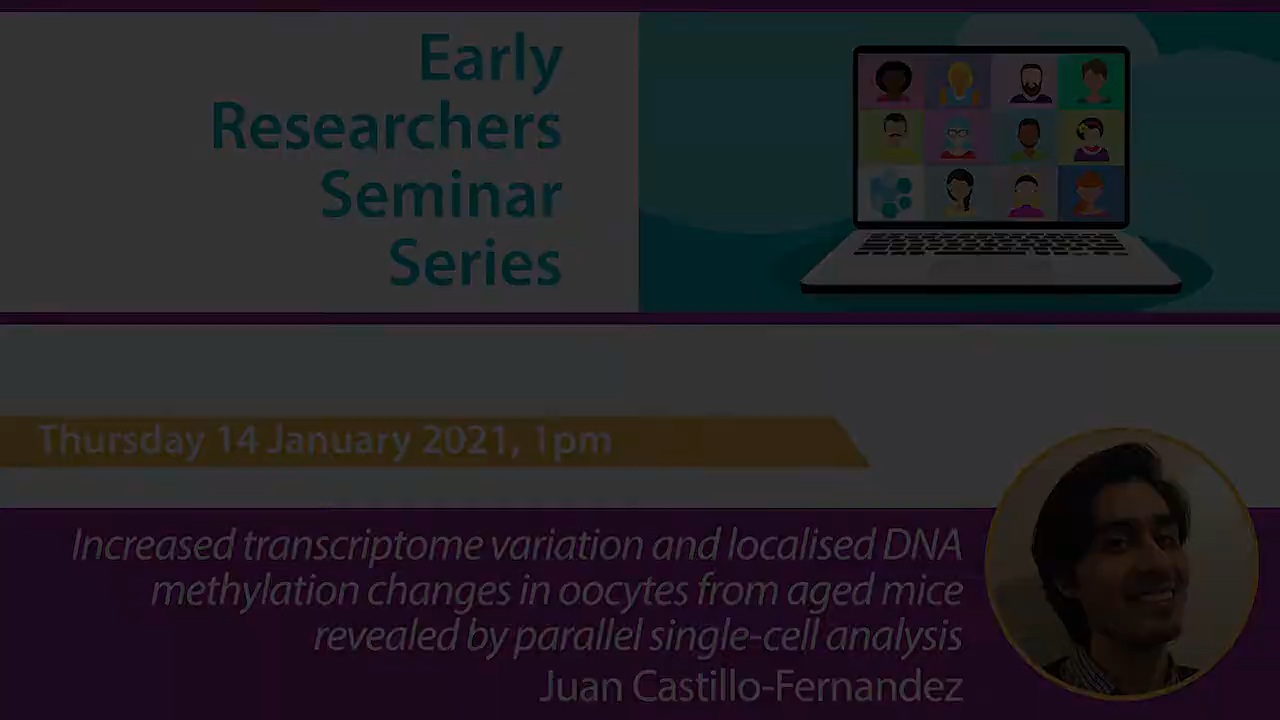 Early
Researchers
Seminar
Series
Thursday 14 January 2021, 1pm
Increased transcriptome variation and localised DNA
methylation changes in oocytes from aged mice
revealed by parallel single-cell analysis
Juan Castillo-Fernandez